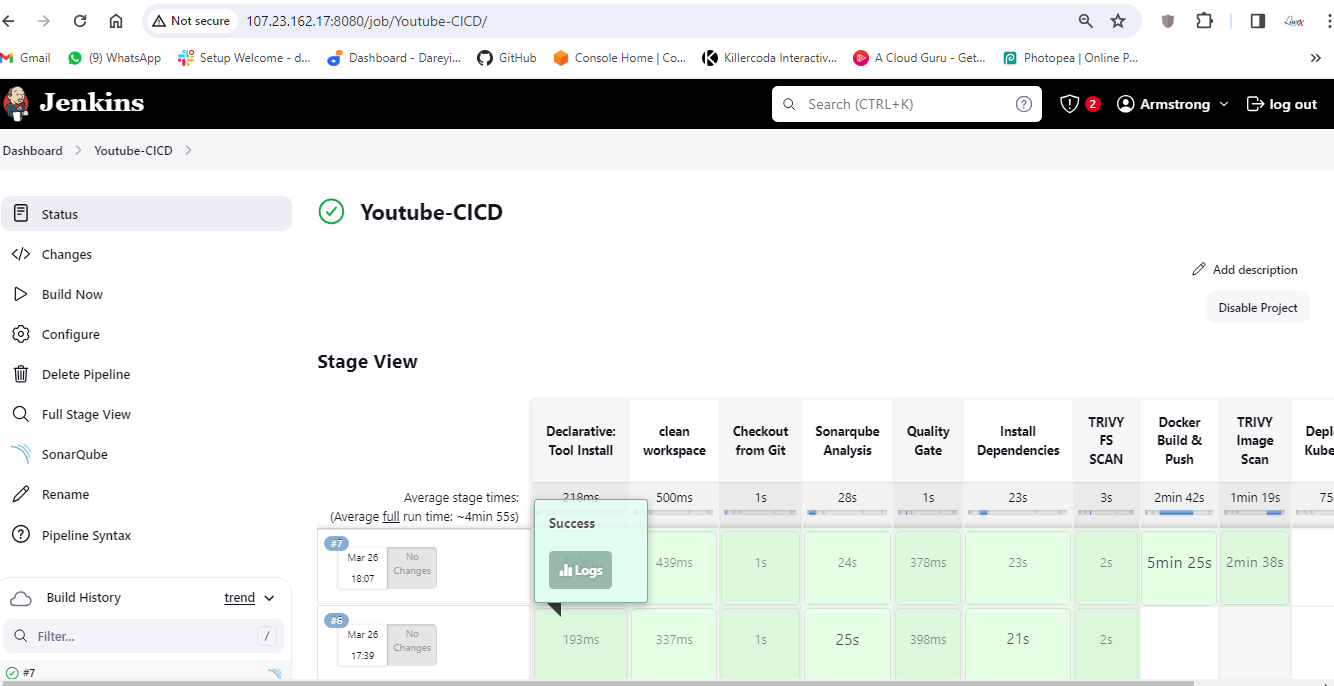 Not secure
107.23.162.17:8080/job/Youtube-CICD/
Gmail
(9) WhatsApp
Setup Welcome - d...
Dashboard - Dareyi...
GitHub
Console Home | Co...
Killercoda Interactiv...
A Cloud Guru - Get...
Photopea | Online P...
»
Jenkins
Search (CTRL+K)
?
2
Armstrong
log out
Dashboard
Youtube-CICD
Status
Changes
Build Now
Configure
Delete Pipeline
Full Stage View
SonarQube
Rename
Pipeline Syntax
Build History
trend
Filter...
/
#7
Youtube-CICD
Add description
Disable Project
Stage View
Declarative:
Tool Install
clean
workspace
Checkout
from Git
Sonarqube
Analysis
Quality
Gate
Install
Dependencies
TRIVY
FS
SCAN
Docker
Build &
Push
TRIVY
Image
Scan
Depl
Kube
Average stage times:
(Average full run time: ~4min 55s)
218ms
500ms
1s
28s
1s
23s
3s
2min 42s
1min 19s
75
Success
Logs
#7
Mar 26
18:07
No
Changes
439ms
1s
24s
378ms
23s
2s
5min 25s
2min 38s
#6
Mar 26
17:39
No
Changes
193ms
337ms
1s
25s
398ms
21s
2s